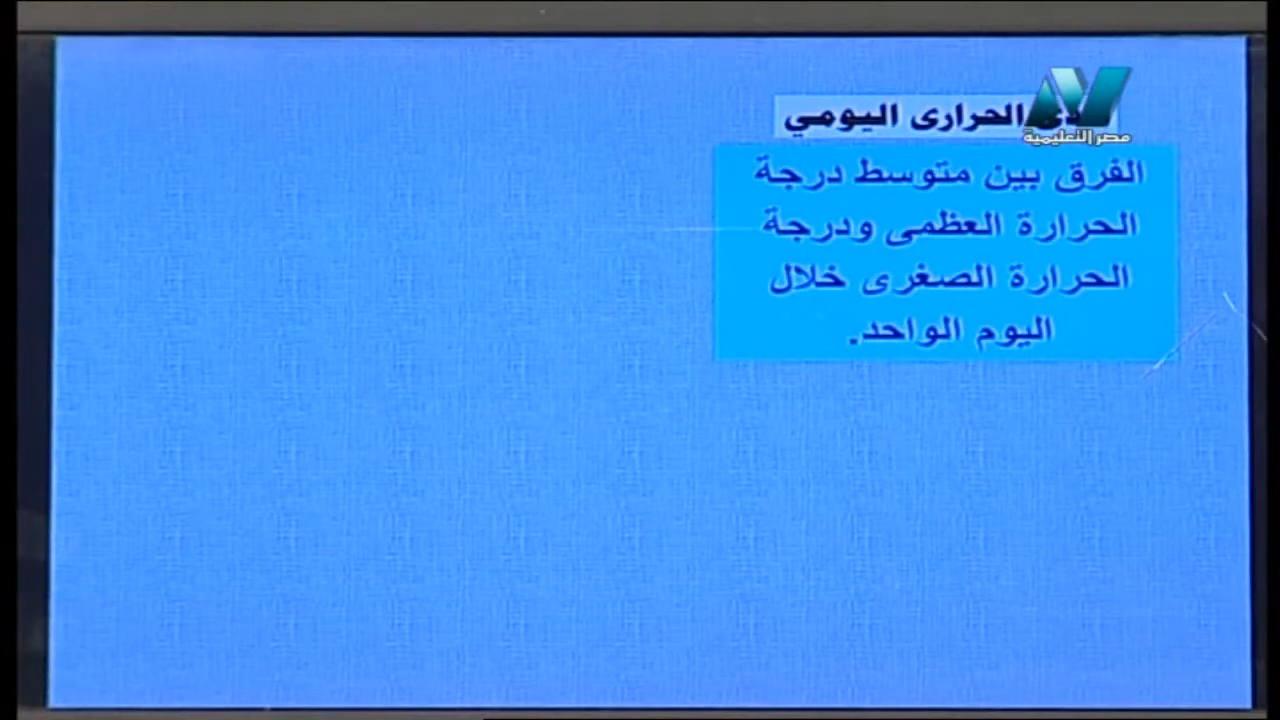 الحرارى اليومي
مصر التعليمية
الفرق بين متوسط درجة
الحرارة العظمى ودرجة
الحرارة الصغرى خلال
اليوم الواحد.